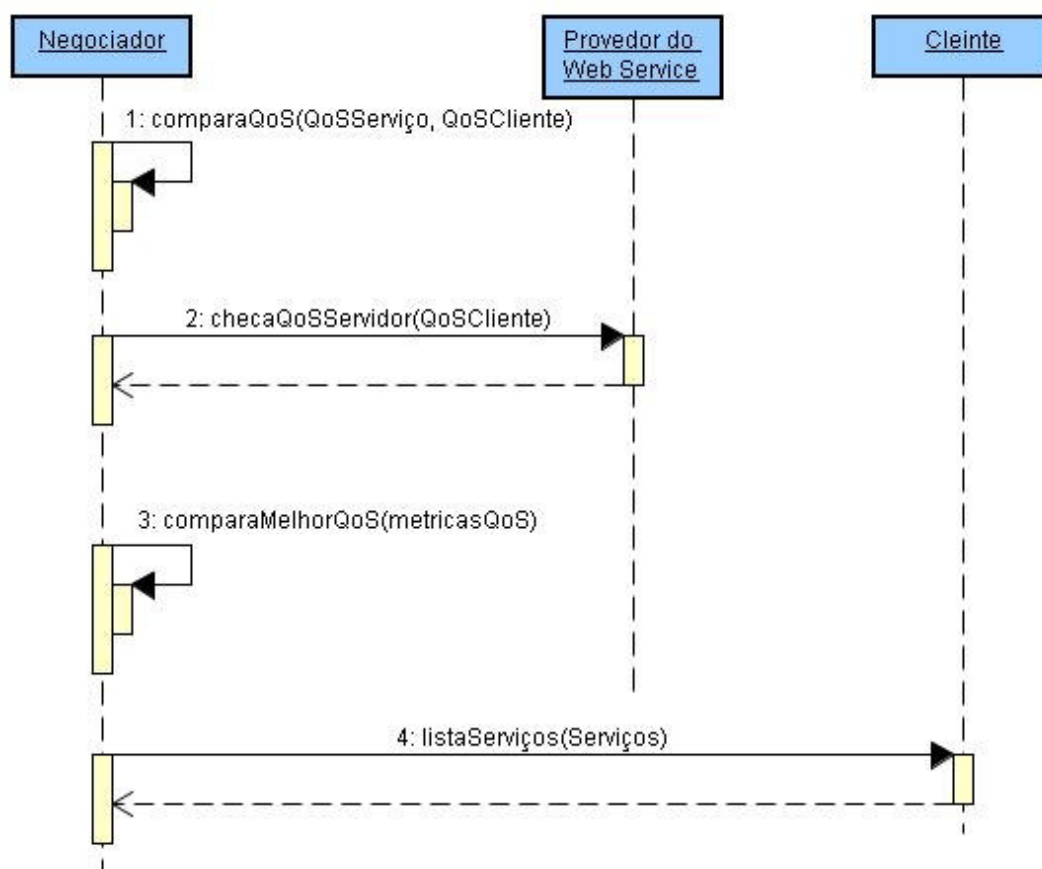 Negociador
Provedor do
Web Service
Cleinte
1: comparaQoS(QoSServiço, QoSCliente)
2: checaQoSServidor(QoSCliente)
3: comparaMelhorQoS(metricasQoS)
4: listaServiços(Serviços)